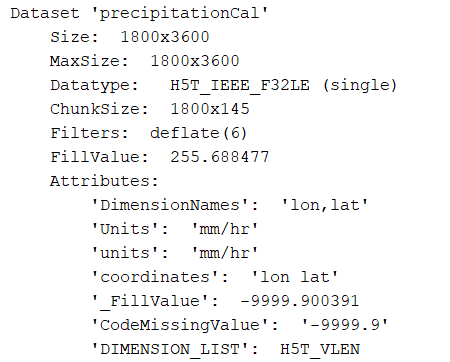 Dataset 'precipitationCal'
Size:  1800x3600
MaxSize:  1800x3600
Datatype:   H5T_IEEE_F32LE (single)
ChunkSize:  1800x145
Filters:  deflate(6)
FillValue:  255.688477
Attributes:
'DimensionNames':  'lon,lat'
'Units':  'mm/hr'
'units':  'mm/hr'
'coordinates':  'lon lat'
'_FillValue':  -9999.900391
'CodeMissingValue':  '-9999.9'
'DIMENSION_LIST':  H5T_VLEN